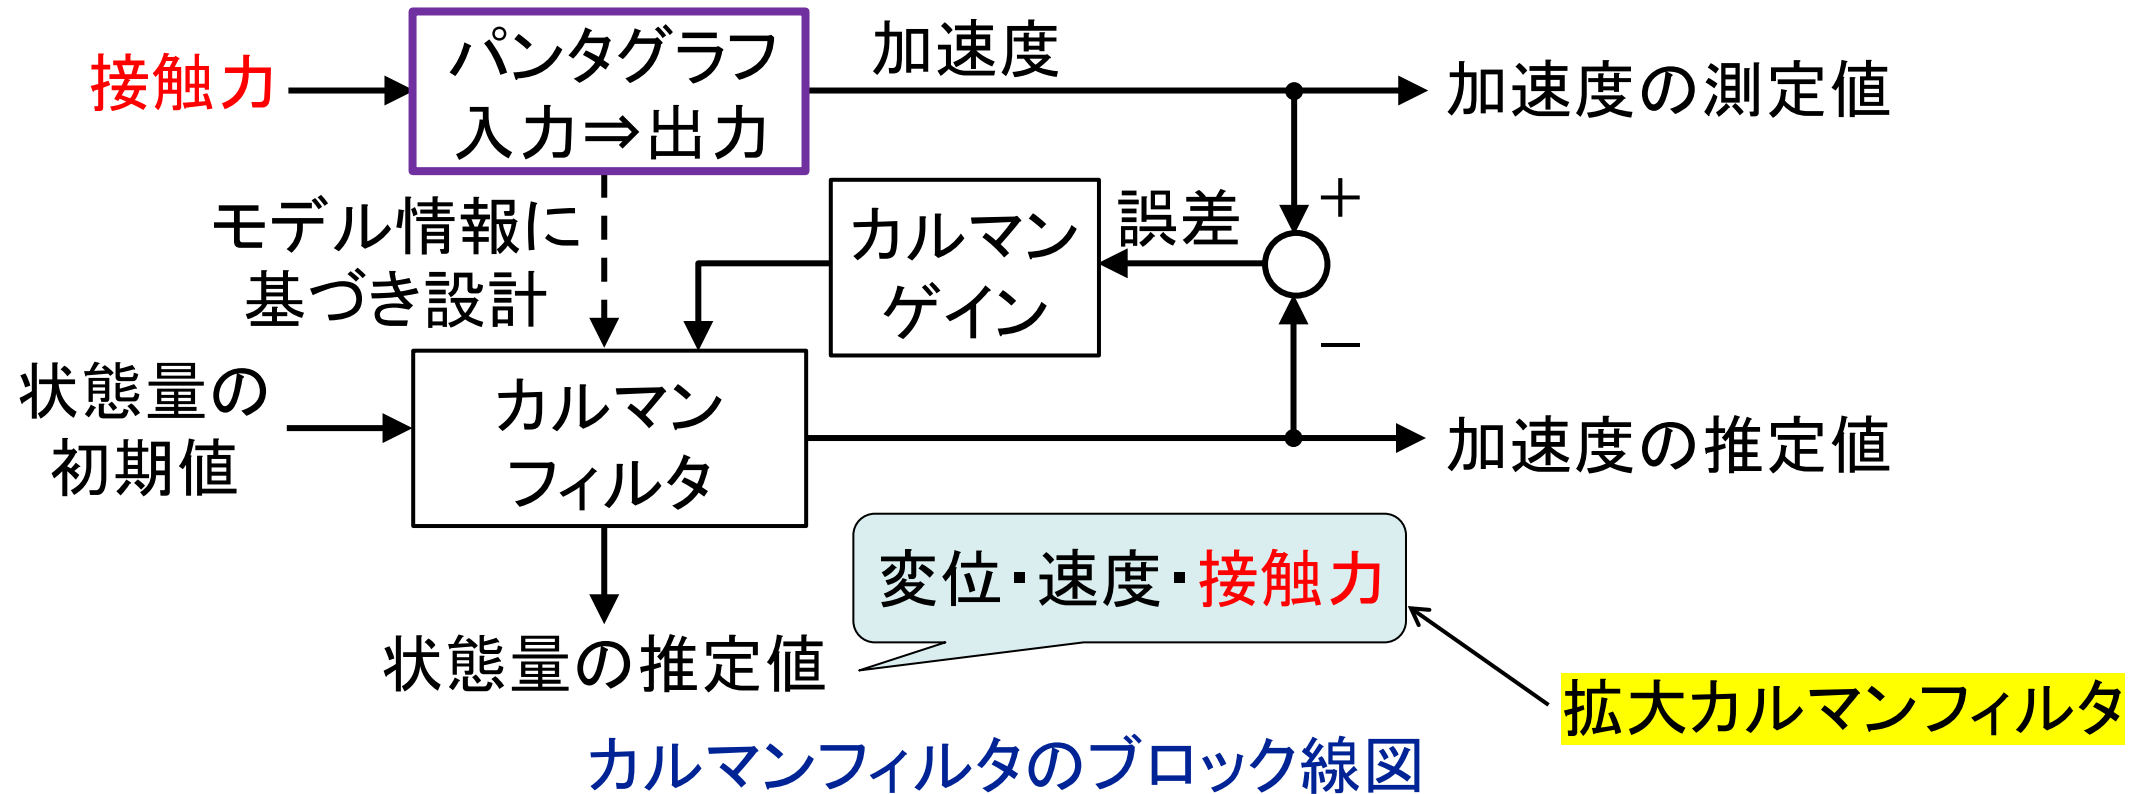 接触力
パンタグラフ
入力⇒出力
加速度
加速度の測定値
モデル情報に
基づき設計
カルマン
ゲイン
誤差
＋
－
状態量の
初期値
カルマン
フィルタ
加速度の推定値
変位・速度・接触力
状態量の推定値
拡大カルマンフィルタ
カルマンフィルタのブロック線図